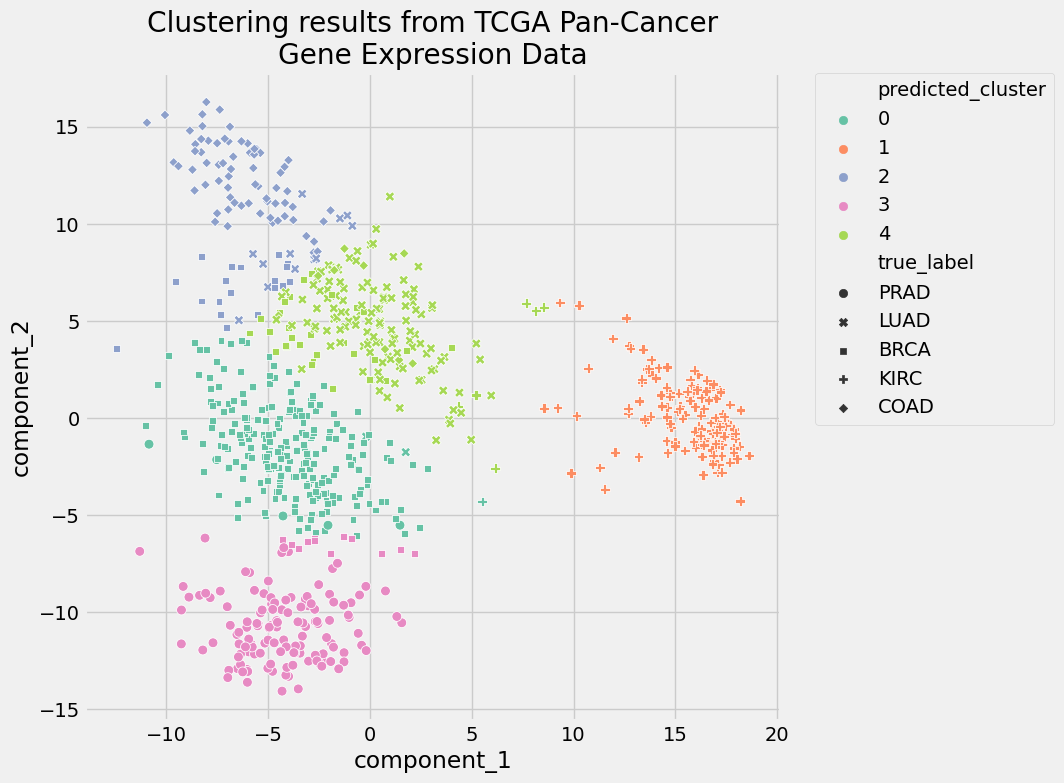 Clustering results from TCGA Pan-Cancer
Gene Expression Data
predicted_cluster
0
1
2
3
4
true_label
PRAD
LUAD
BRCA
KIRC
COAD
component_2
15
10
5
0
−5
−10
−15
−10
−5
0
5
10
15
20
component_1